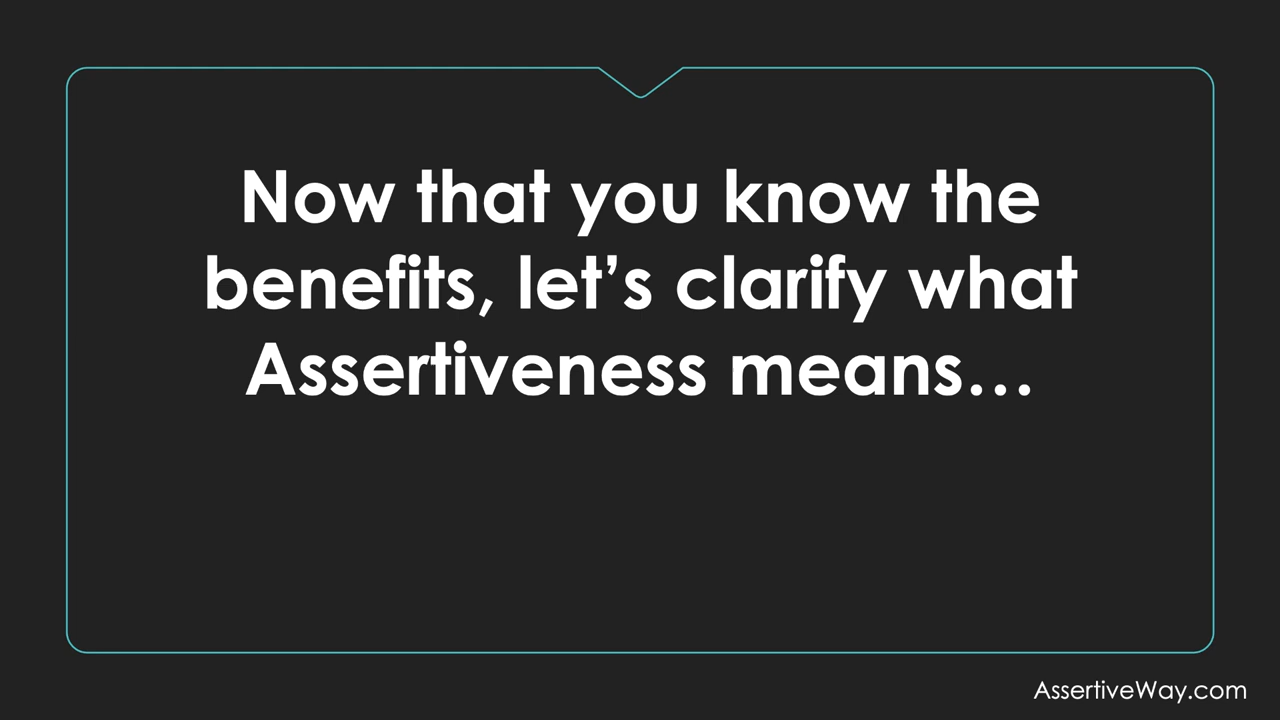 Now that you know the
benefits, let’s clarify what
Assertiveness means…
AssertiveWay.com